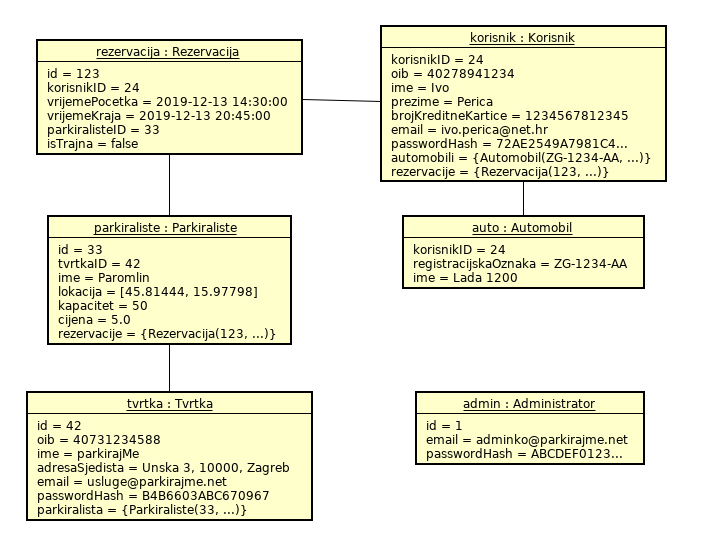 rezervacija : Rezervacija
id = 123
korisnikID = 24
vrijemePocetka = 2019-12-13 14:30:00
vrijemeKraja = 2019-12-13 20:45:00
parkiralisteID = 33
isTrajna = false
korisnik : Korisnik
korisnikID = 24
oib = 40278941234
ime = Ivo
prezime = Perica
brojKreditneKartice = 1234567812345
email = ivo.perica@net.hr
passwordHash = 72AE2549A7981C4...
automobili = {Automobil(ZG-1234-AA, ...)}
rezervacije = {Rezervacija(123, ...)}
parkiraliste : Parkiraliste
id = 33
tvrtkaID = 42
ime = Paromlin
lokacija = [45.81444, 15.97798]
kapacitet = 50
cijena = 5.0
rezervacije = {Rezervacija(123, ...)}
auto : Automobil
korisnikID = 24
registracijskaOznaka = ZG-1234-AA
ime = Lada 1200
tvrtka : Tvrtka
id = 42
oib = 40731234588
ime = parkirajMe
adresaSjedista = Unska 3, 10000, Zagreb
email = usluge@parkirajme.net
passwordHash = B4B6603ABC670967
parkiralista = {Parkiraliste(33, ...)}
admin : Administrator
id = 1
email = adminko@parkirajme.net
passwordHash = ABCDEF0123...